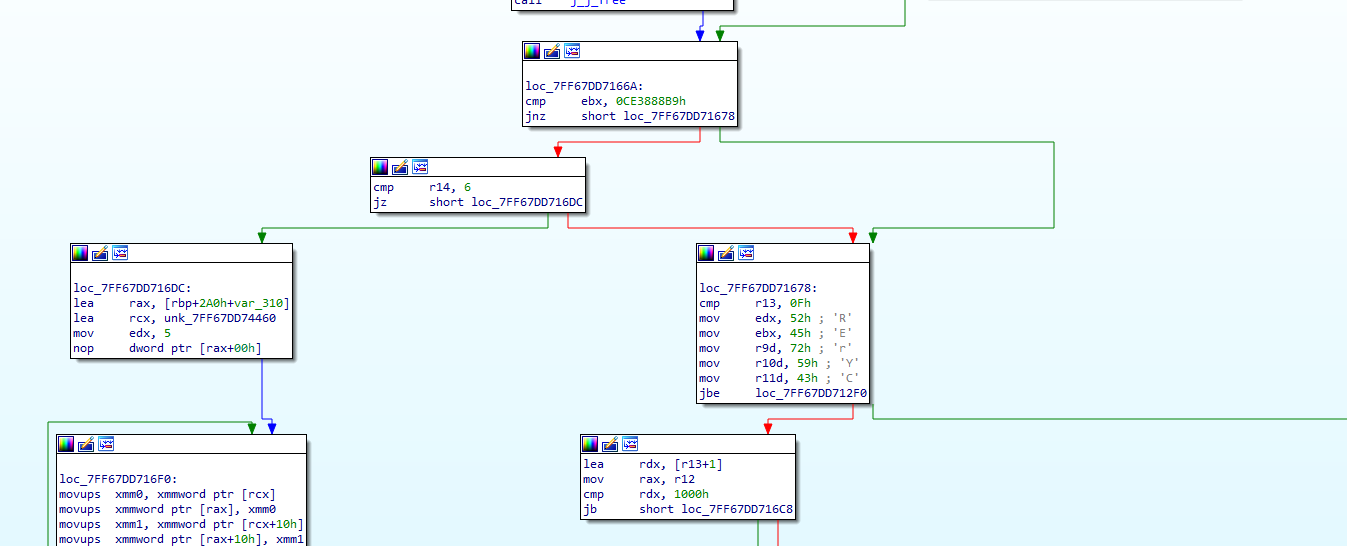 call    j_j_free
loc_7FF67DD7166A:
cmp     ebx, 0CE3888B9h
jnz     short loc_7FF67DD71678
cmp     r14, 6
jz      short loc_7FF67DD716DC
loc_7FF67DD716DC:
lea     rax, [rbp+2A0h+var_310]
lea     rcx, unk_7FF67DD74460
mov     edx, 5
nop     dword ptr [rax+00h]
loc_7FF67DD71678:
cmp     r13, 0Fh
mov     edx, 52h ; 'R'
mov     ebx, 45h ; 'E'
mov     r9d, 72h ; 'r'
mov     r10d, 59h ; 'Y'
mov     r11d, 43h ; 'C'
jbe     loc_7FF67DD712F0
loc_7FF67DD716F0:
movups  xmm0, xmmword ptr [rcx]
movups  xmmword ptr [rax], xmm0
movups  xmm1, xmmword ptr [rcx+10h]
movups  xmmword ptr [rax+10h], xmm1
lea     rdx, [r13+1]
mov     rax, r12
cmp     rdx, 1000h
jb      short loc_7FF67DD716C8